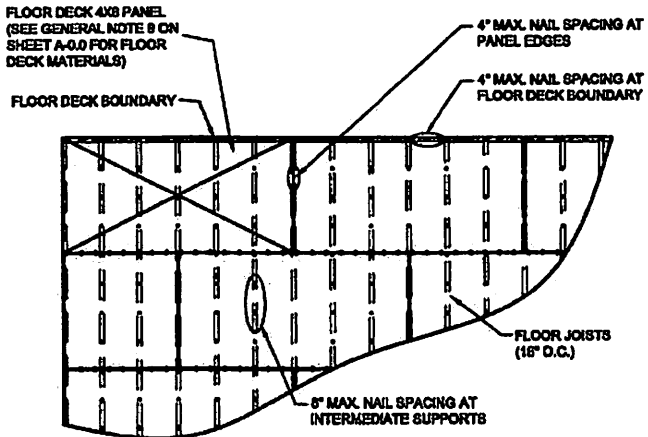 FLOOR DECK 4X8 PANEL
(SEE GENERAL NOTE 8 ON
SHEET A-0.0 FOR FLOOR
DECK MATERIALS)
FLOOR DECK BOUNDARY
4" MAX. NAIL SPACING AT
PANEL EDGES
4" MAX. NAIL SPACING AT
FLOOR DECK BOUNDARY
FLOOR JOISTS
(16" O.C.)
8" MAX. NAIL SPACING AT
INTERMEDIATE SUPPORTS